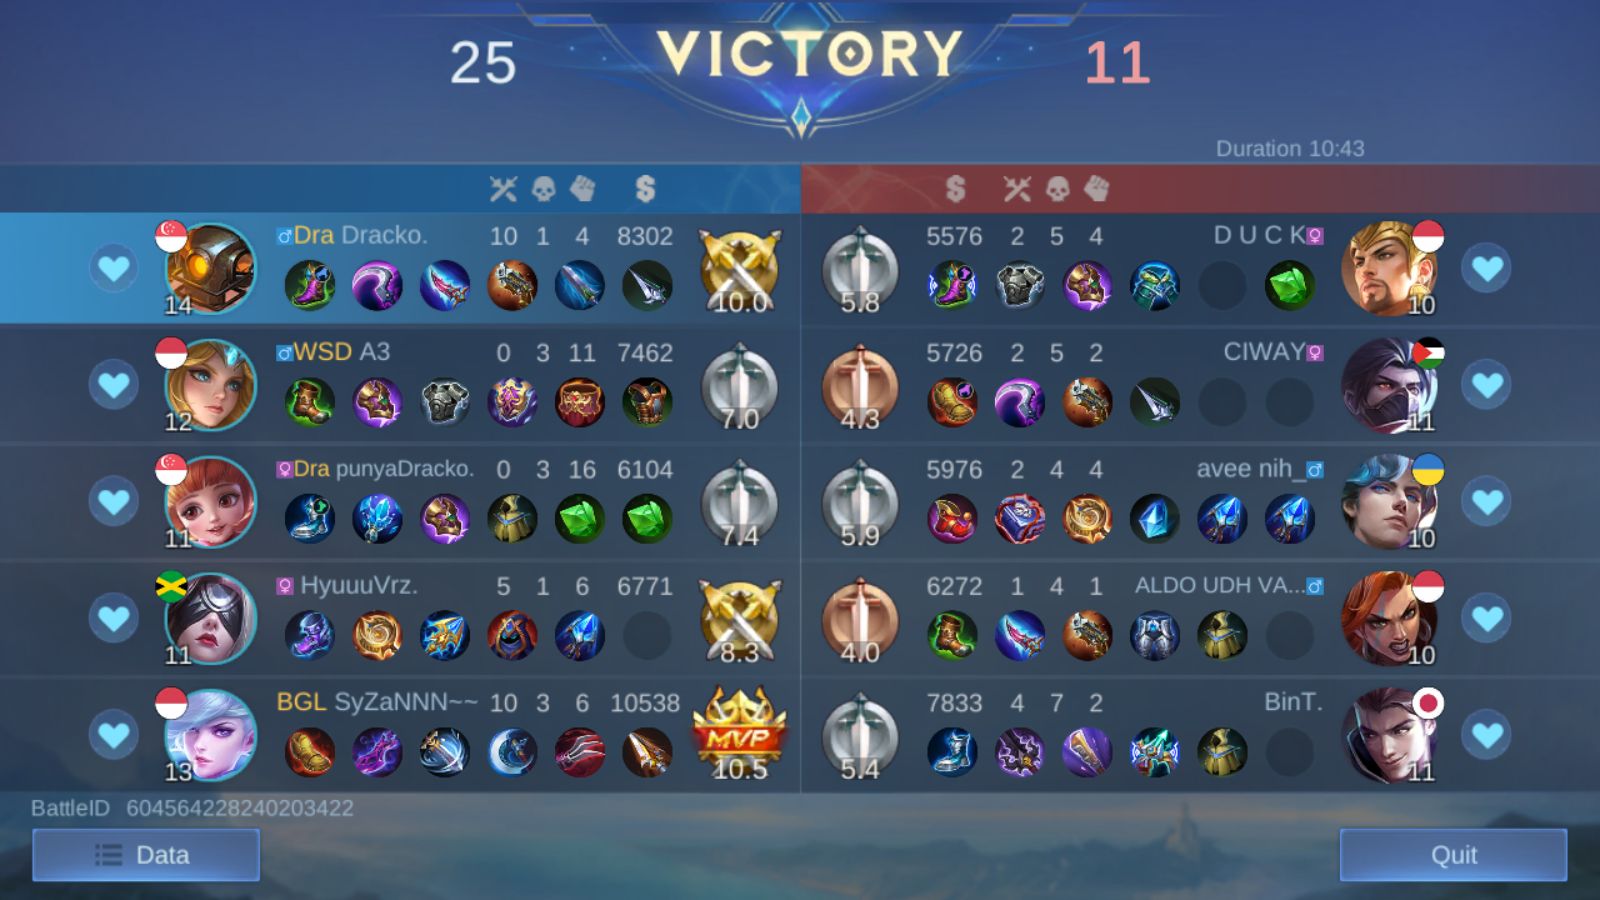 25 VICTORY 11
Duration 10:43
Dra Dracko. 10 1 4 8302
14 10.0
WSD A3 0 3 11 7462
12 7.0
Dra punyaDracko. 0 3 16 6104
11 7.4
HyuuuVrz. 5 1 6 6771
11 8.3
BGL SyZaNNN~~ 10 3 6 10538
MVP
13 10.5
5576 2 5 4 D U C K
5.8 10
5726 2 5 2 CIWAY
4.3 11
5976 2 4 4 avee nih_
5.9 10
6272 1 4 1 ALDO UDH VA...
4.0 10
7833 4 7 2 BinT.
5.4 11
BattleID 604564228240203422
Data
Quit